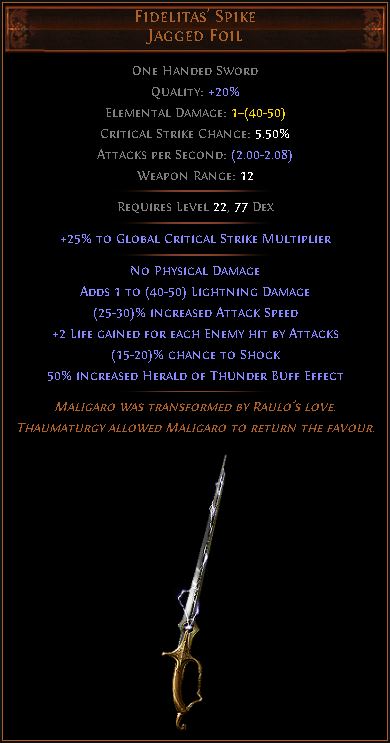 Fidelitas' Spike
Jagged Foil
One Handed Sword
Quality: +20%
Elemental Damage: 1–(40-50)
Critical Strike Chance: 5.50%
Attacks per Second: (2.00-2.08)
Weapon Range: 12
Requires Level 22, 77 Dex
+25% to Global Critical Strike Multiplier
No Physical Damage
Adds 1 to (40-50) Lightning Damage
(25-30)% increased Attack Speed
+2 Life gained for each Enemy hit by Attacks
(15-20)% chance to Shock
50% increased Herald of Thunder Buff Effect
Maligaro was transformed by Raulo's love.
Thaumaturgy allowed Maligaro to return the favour.